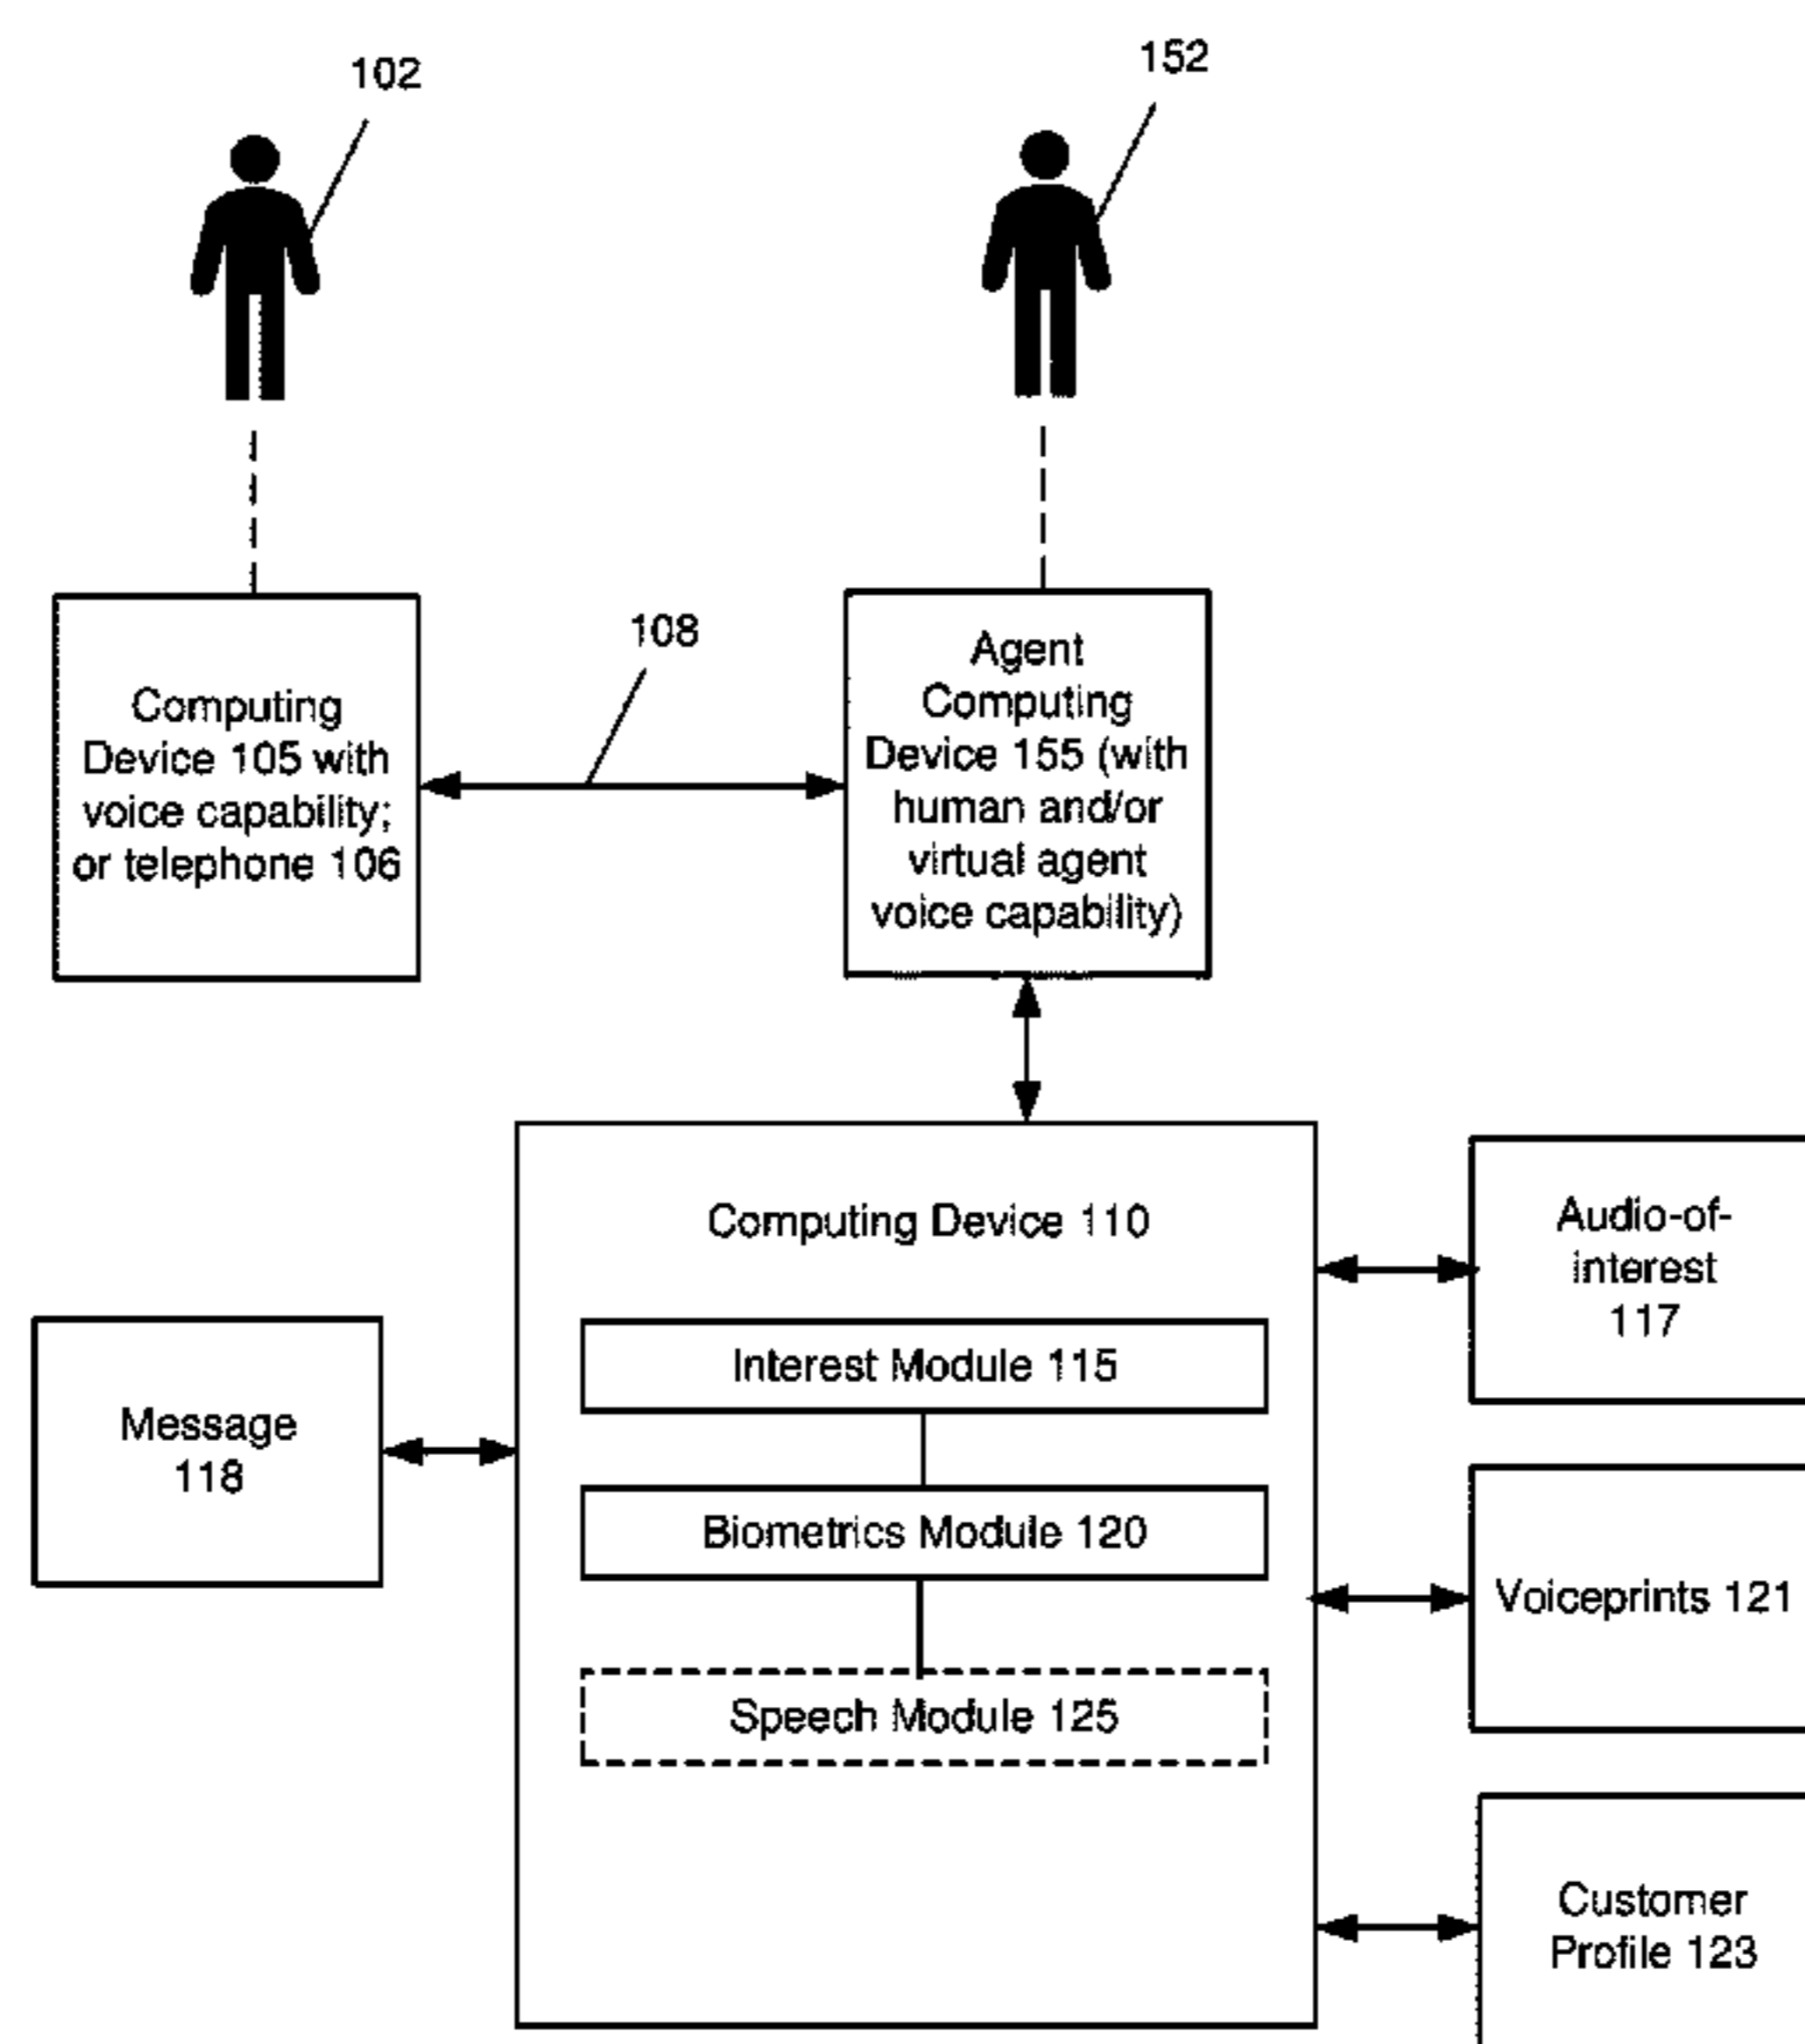 102
152
108
Computing
Device 105 with
voice capability;
or telephone 106
Agent
Computing
Device 155 (with
human and/or
virtual agent
voice capability)
Computing Device 110
Interest Module 115
Biometrics Module 120
Speech Module 125
Message
118
Audio-of-
interest
117
Voiceprints 121
Customer
Profile 123